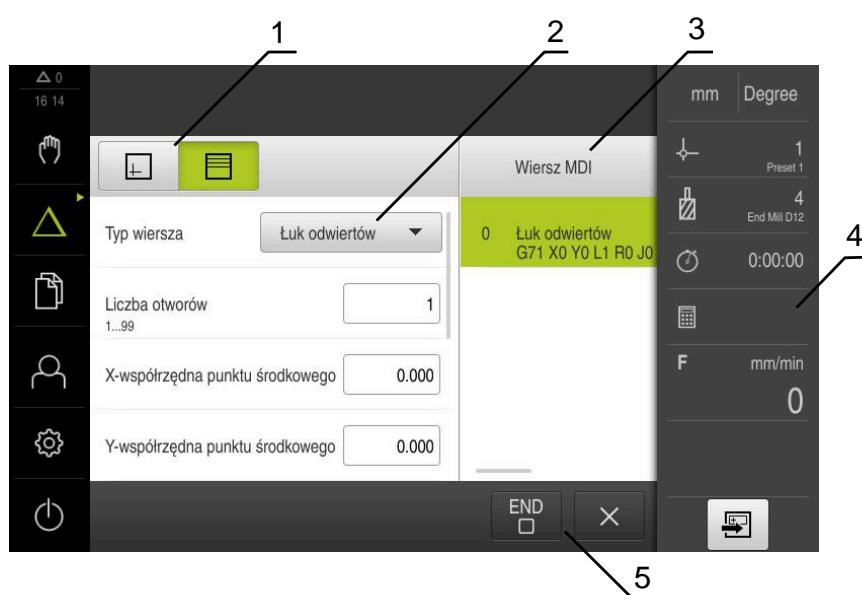 1
2
3
4
5
0
16 14
mm Degree
1
Preset 1
4
End Mill D12
0:00:00
F mm/min
0
Wiersz MDI
Typ wiersza Łuk odwiertów
0 Łuk odwiertów
G71 X0 Y0 L1 R0 J0
Liczba otworów 1
1...99
X-współrzędna punktu środkowego 0.000
Y-współrzędna punktu środkowego 0.000
END